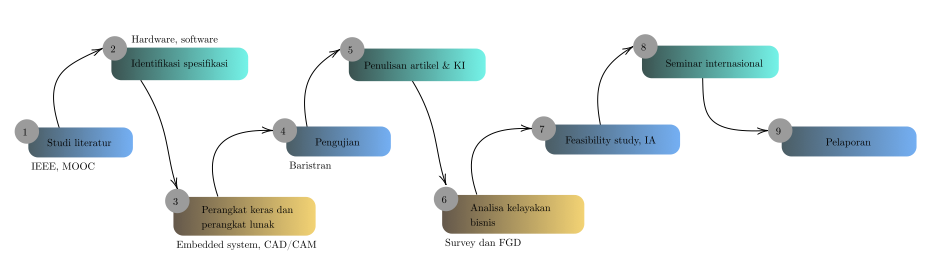 1
Studi literatur
IEEE, MOOC
2
Hardware, software
Identifikasi spesifikasi
3
Perangkat keras dan
perangkat lunak
Embedded system, CAD/CAM
4
Pengujian
Baristran
5
Penulisan artikel & KI
6
Analisa kelayakan
bisnis
Survey dan FGD
7
Feasibility study, IA
8
Seminar internasional
9
Pelaporan